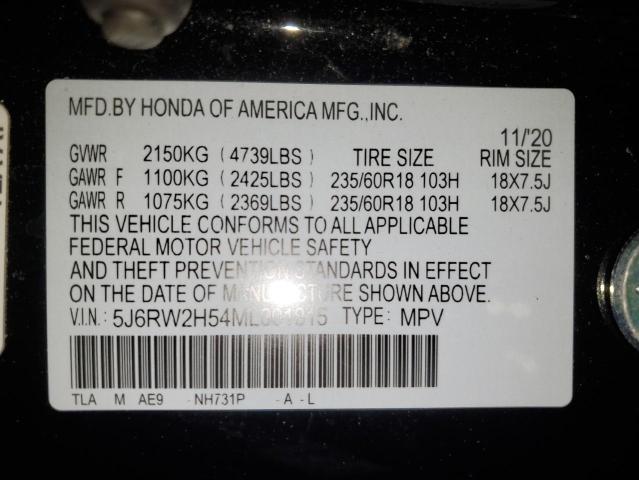 MFD.BY HONDA OF AMERICA MFG.,INC.
11/'20
GVWR 2150KG (4739LBS) TIRE SIZE RIM SIZE
GAWR F 1100KG (2425LBS) 235/60R18 103H 18X7.5J
GAWR R 1075KG (2369LBS) 235/60R18 103H 18X7.5J
THIS VEHICLE CONFORMS TO ALL APPLICABLE
FEDERAL MOTOR VEHICLE SAFETY
AND THEFT PREVENTION STANDARDS IN EFFECT
ON THE DATE OF MANUFACTURE SHOWN ABOVE.
V.I.N.: TYPE: MPV
TLA M AE9 -NH731P -A -L